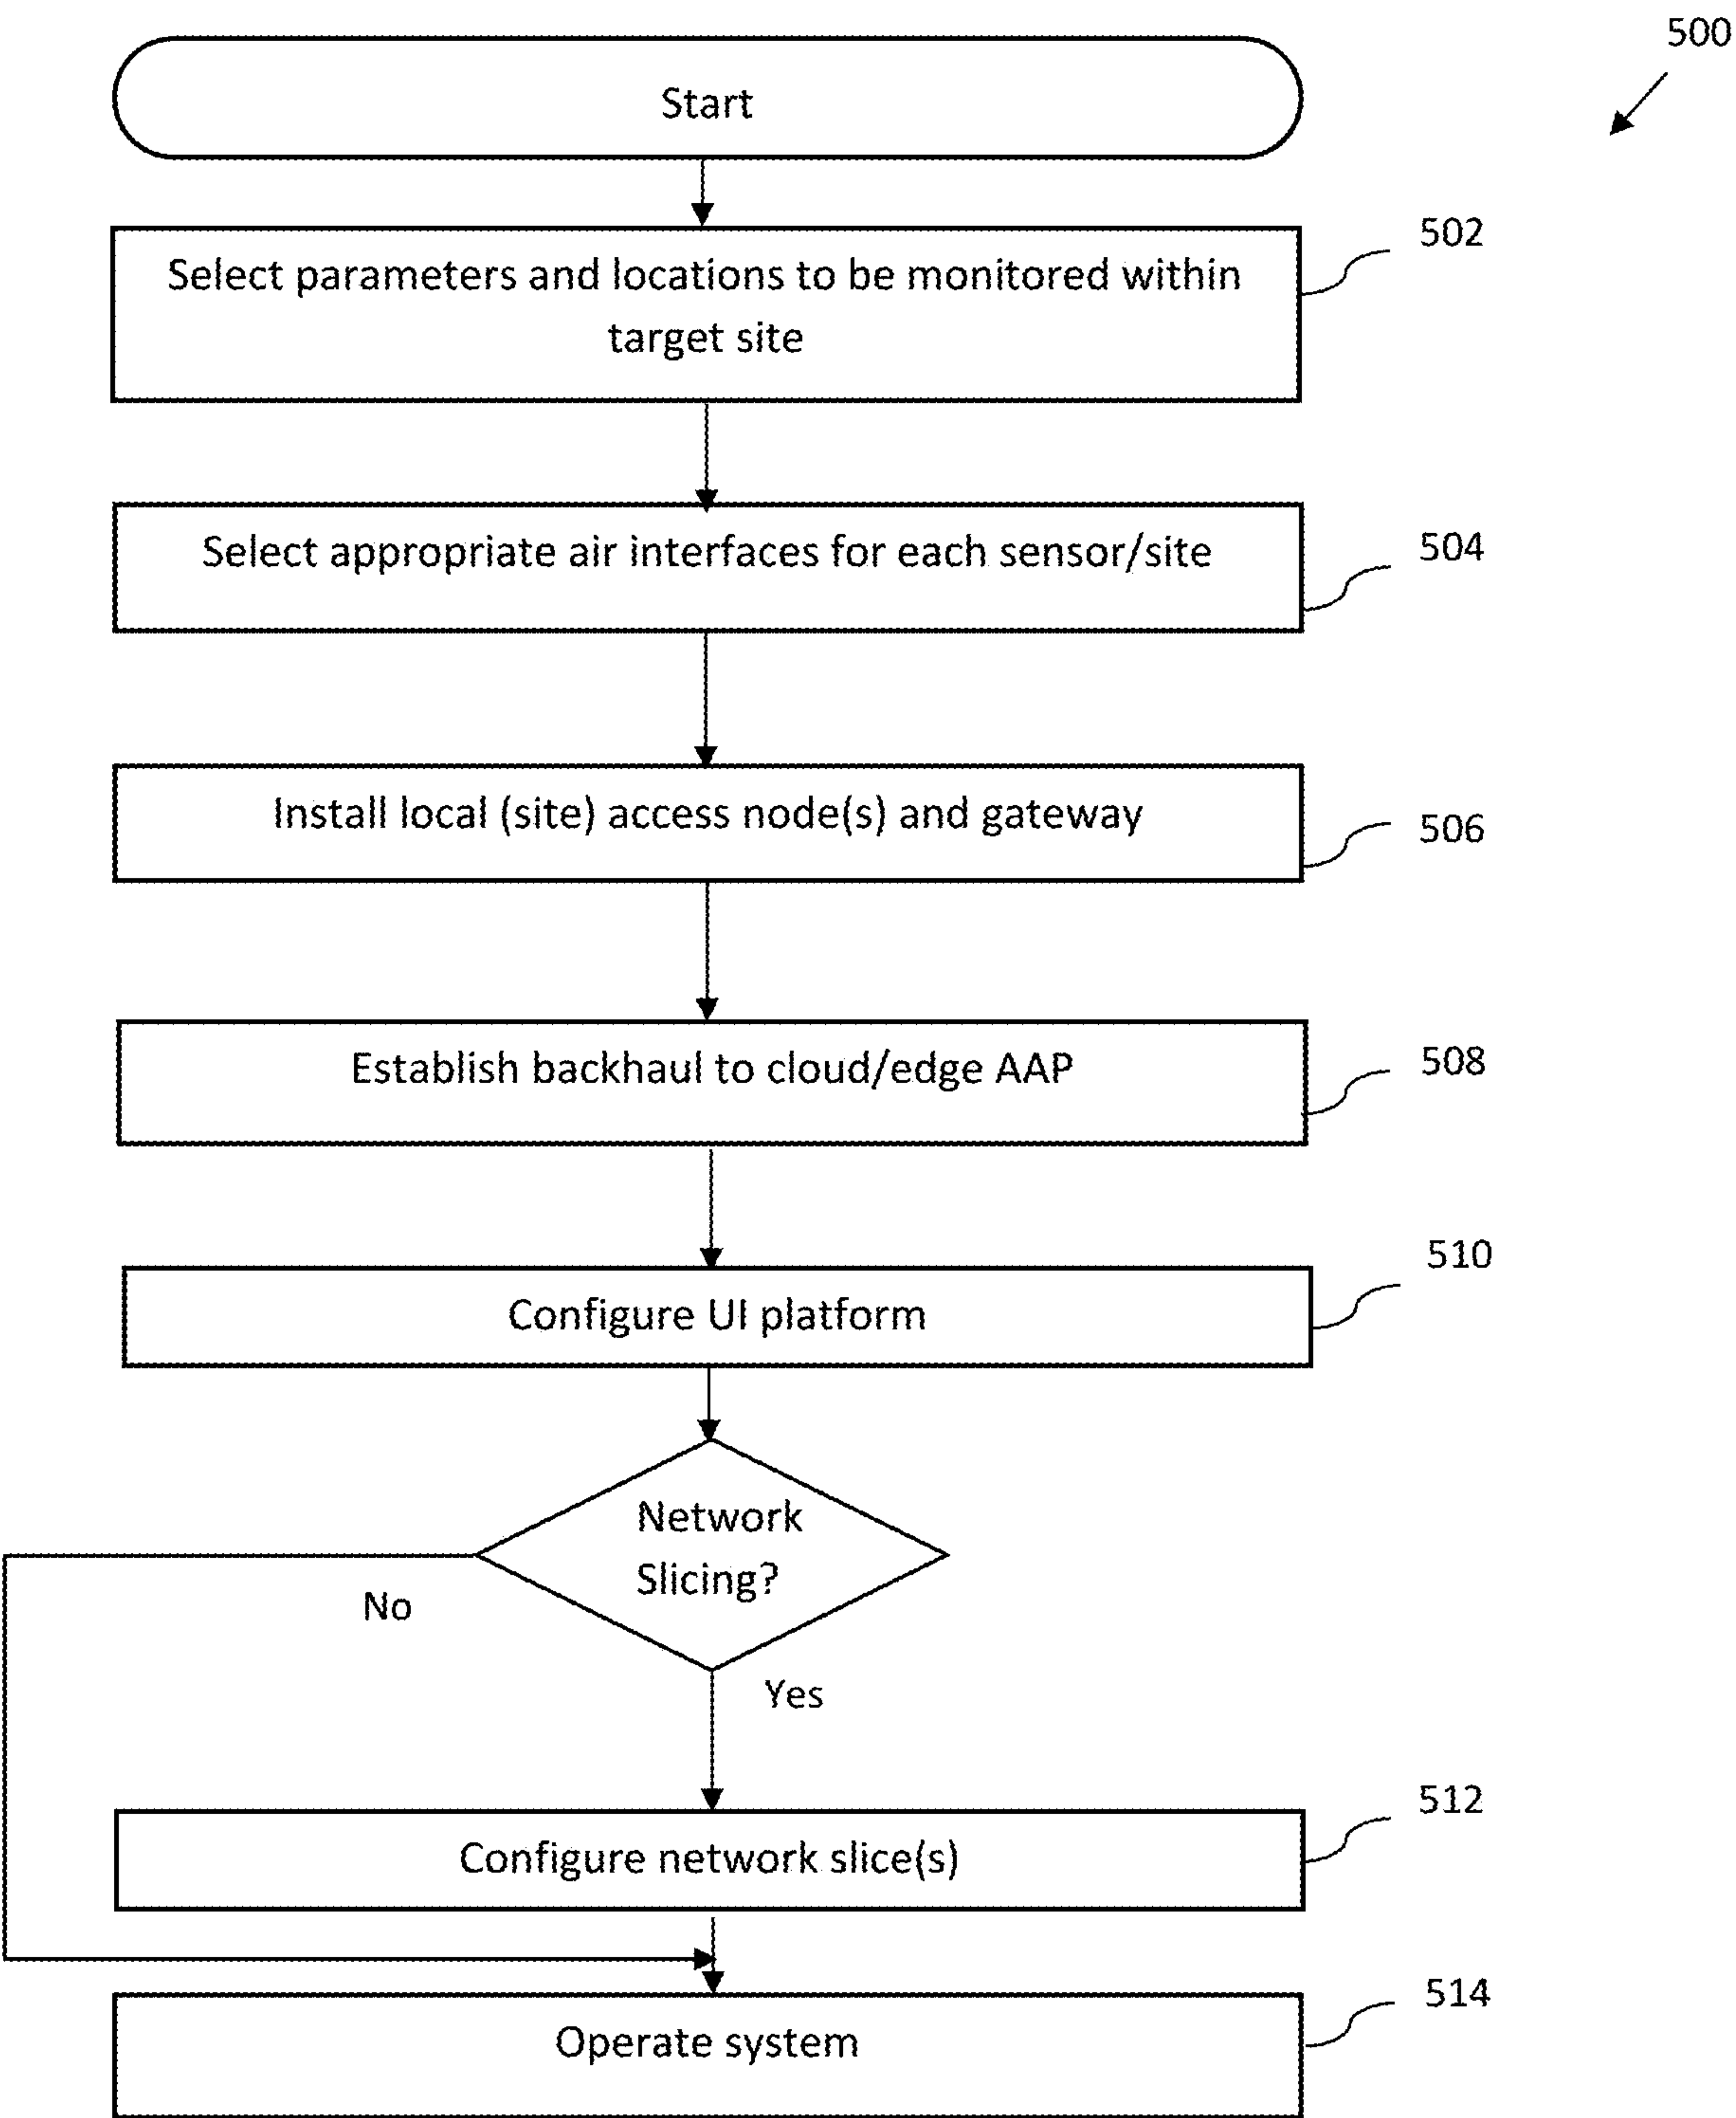 500
Start
502
Select parameters and locations to be monitored within
target site
504
Select appropriate air interfaces for each sensor/site
506
Install local (site) access node(s) and gateway
508
Establish backhaul to cloud/edge AAP
510
Configure UI platform
Network
Slicing?
No
Yes
512
Configure network slice(s)
514
Operate system